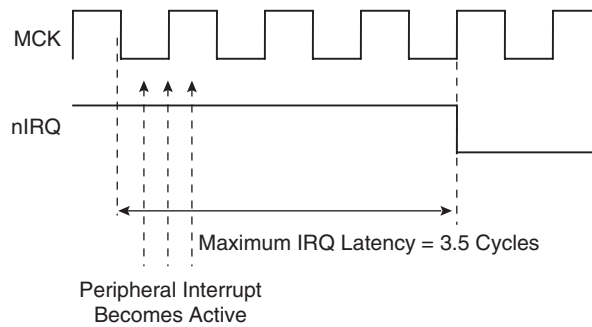 MCK
nIRQ
Maximum IRQ Latency = 3.5 Cycles
Peripheral Interrupt
Becomes Active